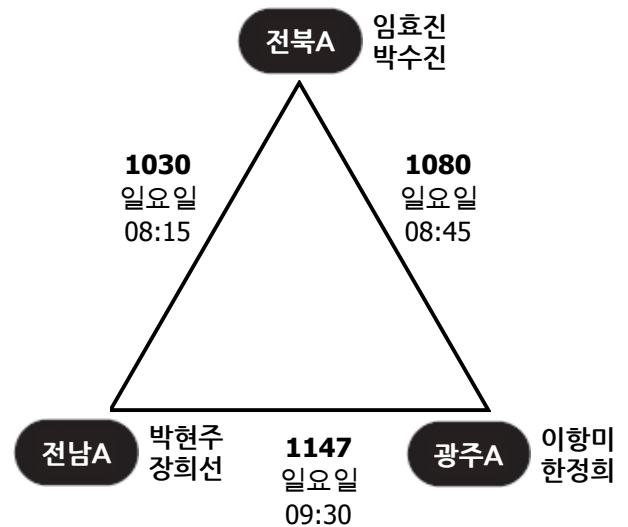 전북A
임효진
박수진
1030
일요일
08:15
1080
일요일
08:45
전남A
박현주
장희선
1147
일요일
09:30
광주A
이항미
한정희